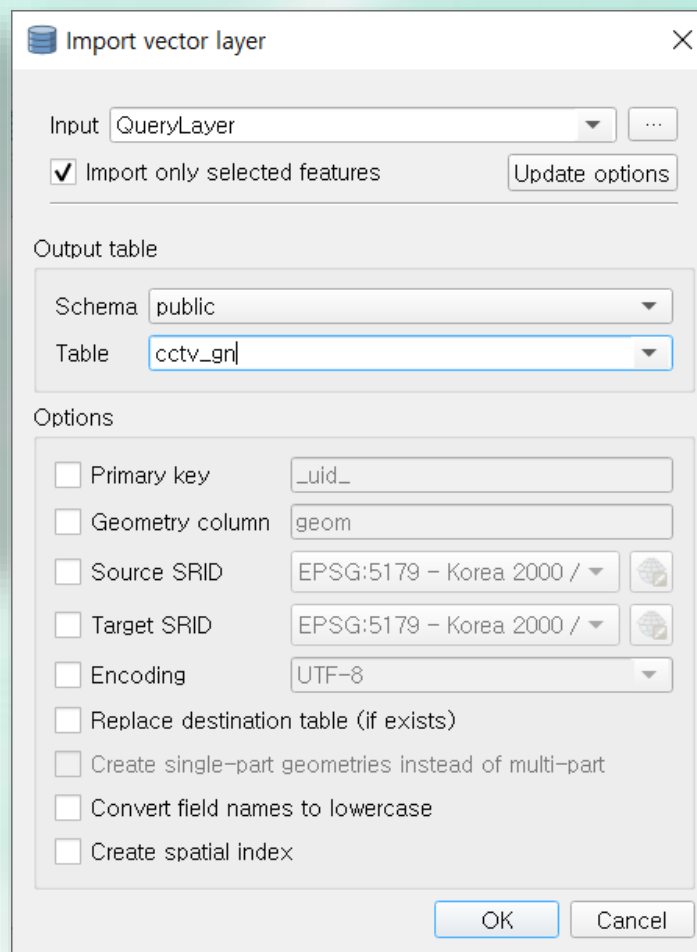 Import vector layer
Input QueryLayer ...
Import only selected features Update options
Output table
Schema public
Table cctv_gn
Options
Primary key _uid_
Geometry column geom
Source SRID EPSG:5179 - Korea 2000 /
Target SRID EPSG:5179 - Korea 2000 /
Encoding UTF-8
Replace destination table (if exists)
Create single-part geometries instead of multi-part
Convert field names to lowercase
Create spatial index
OK Cancel